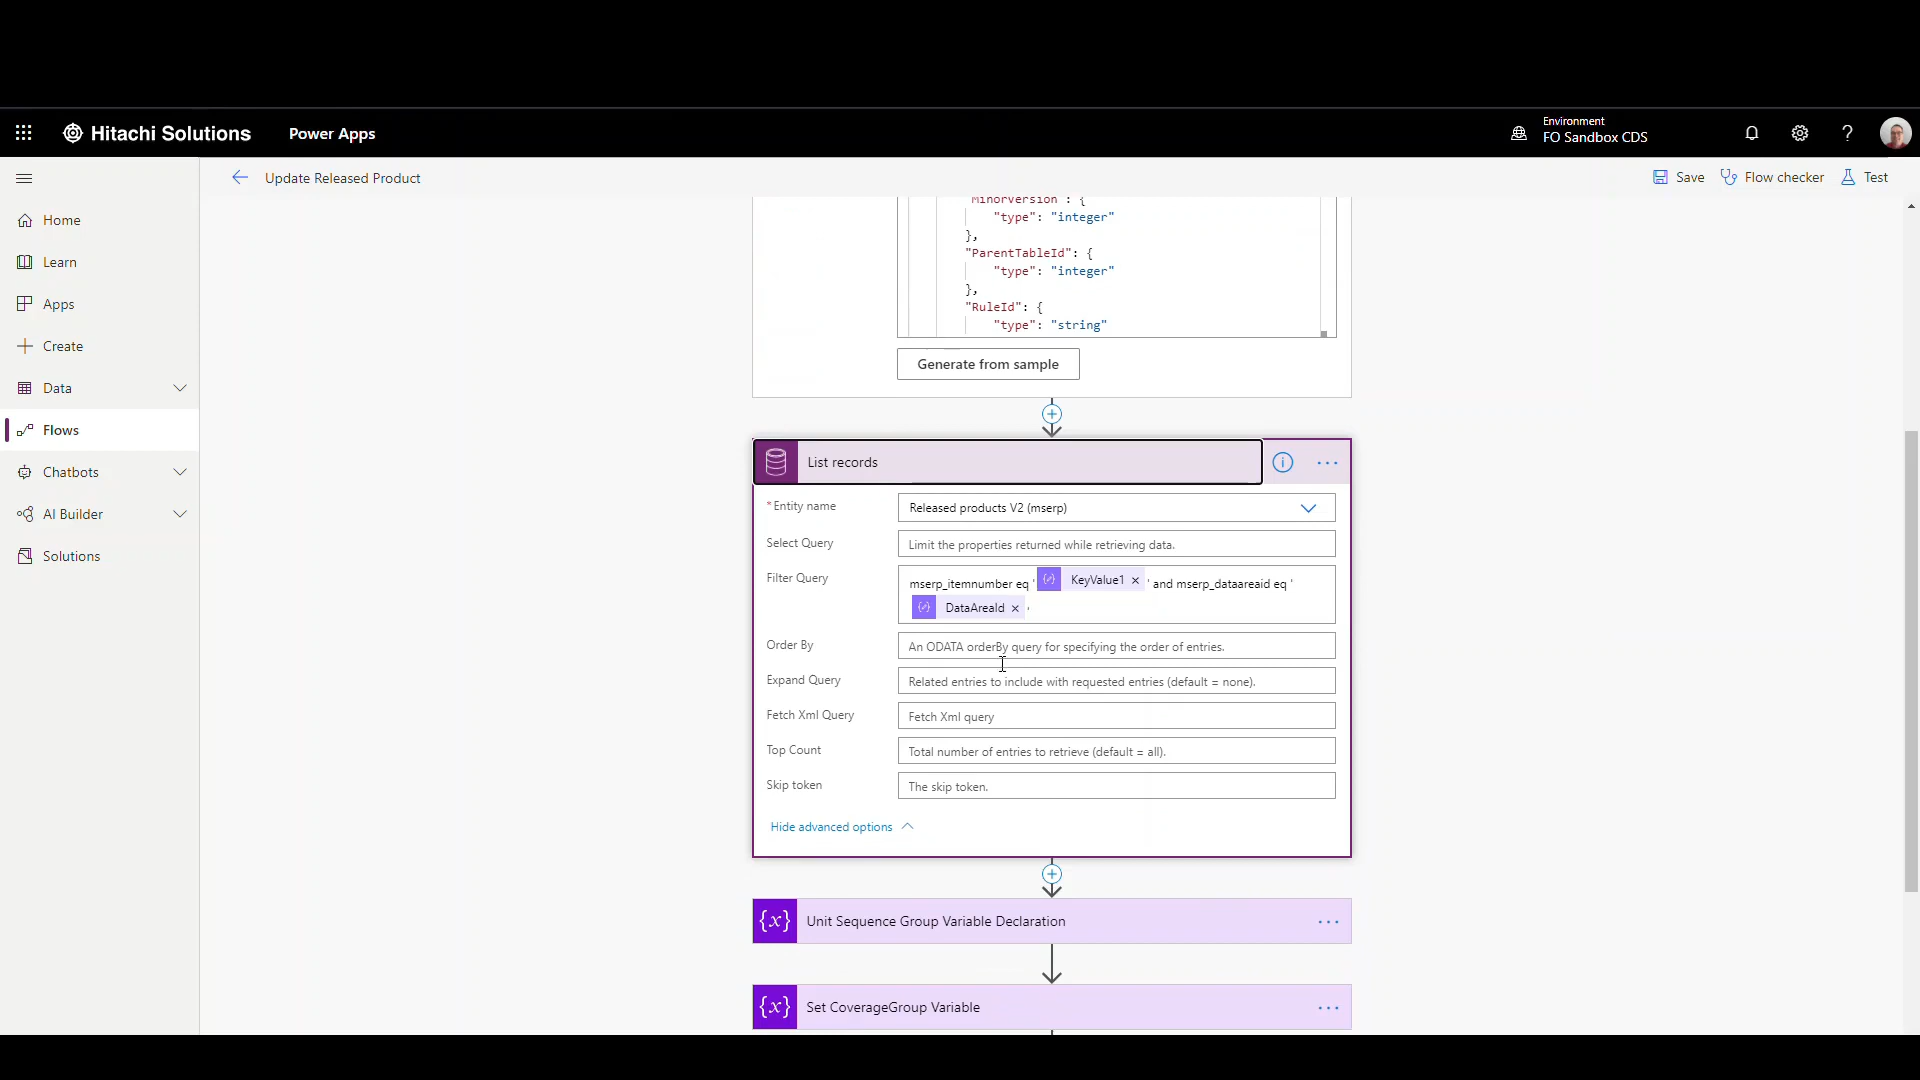 Hitachi Solutions
Power Apps
Environment
FO Sandbox CDS
?
Update Released Product
Save
Flow checker
Test
Home
Learn
Apps
Create
Data
Flows
Chatbots
AI Builder
Solutions
"MinorVersion": {
"type": "integer"
},
"ParentTableId": {
"type": "integer"
},
"RuleId": {
"type": "string"
Generate from sample
List records
* Entity name
Released products V2 (mserp)
Select Query
Limit the properties returned while retrieving data.
Filter Query
mserp_itemnumber eq ' KeyValue1 × ' and mserp_dataareaid eq '
DataAreaId × '
Order By
An ODATA orderBy query for specifying the order of entries.
Expand Query
Related entries to include with requested entries (default = none).
Fetch Xml Query
Fetch Xml query
Top Count
Total number of entries to retrieve (default = all).
Skip token
The skip token.
Hide advanced options
{x} Unit Sequence Group Variable Declaration
{x} Set CoverageGroup Variable